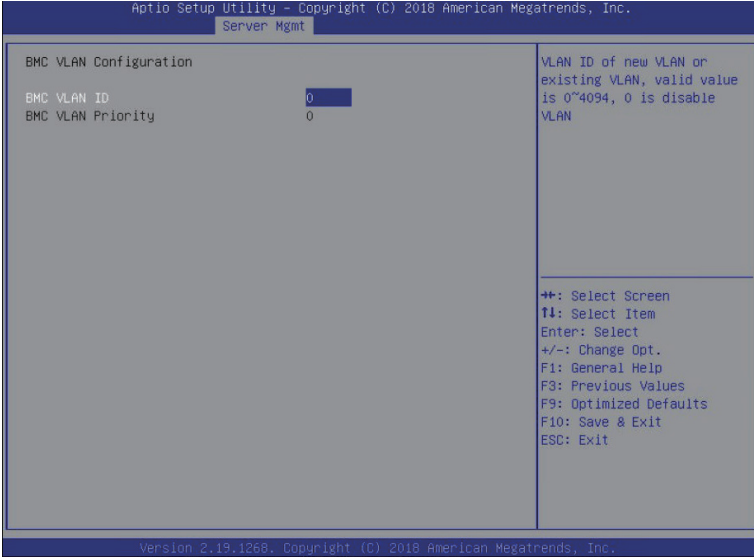 Aptio Setup Utility – Copyright (C) 2018 American Megatrends, Inc.
Server Mgmt
BMC VLAN Configuration
BMC VLAN ID 0
BMC VLAN Priority 0
VLAN ID of new VLAN or
existing VLAN, valid value
is 0~4094, 0 is disable
VLAN
→←: Select Screen
↑↓: Select Item
Enter: Select
+/-: Change Opt.
F1: General Help
F3: Previous Values
F9: Optimized Defaults
F10: Save & Exit
ESC: Exit
Version 2.19.1268. Copyright (C) 2018 American Megatrends, Inc.